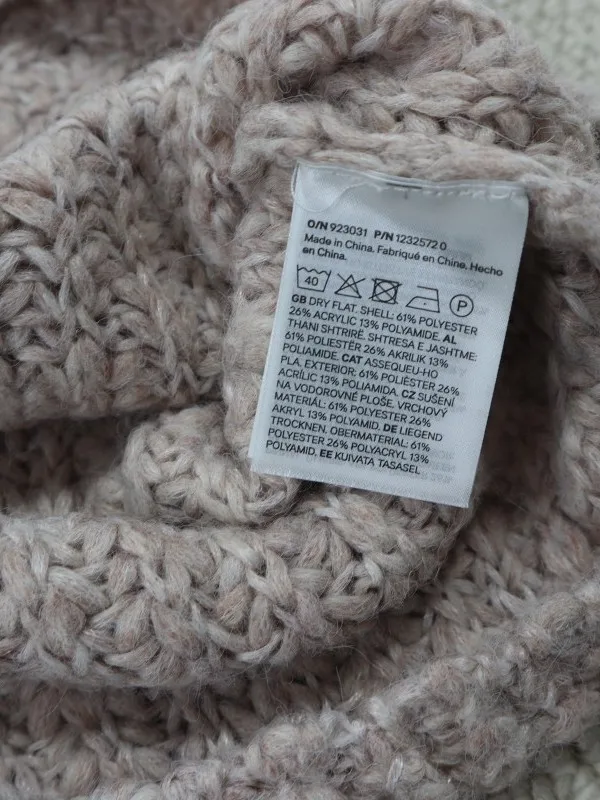 O/N 923031 P/N 1232572 0
Made in China. Fabriqué en Chine. Hecho
en China.
40 P
GB DRY FLAT. SHELL: 61% POLYESTER
26% ACRYLIC 13% POLYAMIDE. AL
THANI SHTRIRË. SHTRESA E JASHTME:
61% POLIESTËR 26% AKRILIK 13%
POLIAMIDE. CAT ASSEQUEU-HO
PLA. EXTERIOR: 61% POLIÈSTER 26%
ACRÍLIC 13% POLIAMIDA. CZ SUŠENÍ
NA VODOROVNÉ PLOŠE. VRCHOVÝ
MATERIÁL: 61% POLYESTER 26%
AKRYL 13% POLYAMID. DE LIEGEND
TROCKNEN. OBERMATERIAL: 61%
POLYESTER 26% POLYACRYL 13%
POLYAMID. EE KUIVATA TASASEL